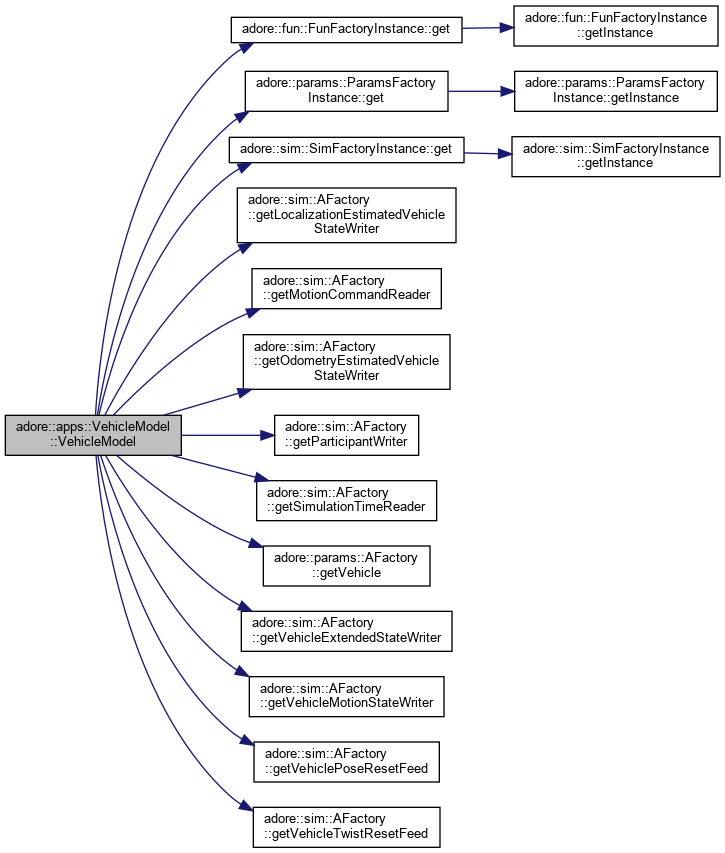 adore::fun::FunFactoryInstance::get
adore::fun::FunFactoryInstance
::getInstance
adore::params::ParamsFactory
Instance::get
adore::params::ParamsFactory
Instance::getInstance
adore::sim::SimFactoryInstance::get
adore::sim::SimFactoryInstance
::getInstance
adore::sim::AFactory
::getLocalizationEstimatedVehicle
StateWriter
adore::sim::AFactory
::getMotionCommandReader
adore::sim::AFactory
::getOdometryEstimatedVehicle
StateWriter
adore::apps::VehicleModel
::VehicleModel
adore::sim::AFactory
::getParticipantWriter
adore::sim::AFactory
::getSimulationTimeReader
adore::params::AFactory
::getVehicle
adore::sim::AFactory
::getVehicleExtendedStateWriter
adore::sim::AFactory
::getVehicleMotionStateWriter
adore::sim::AFactory
::getVehiclePoseResetFeed
adore::sim::AFactory
::getVehicleTwistResetFeed